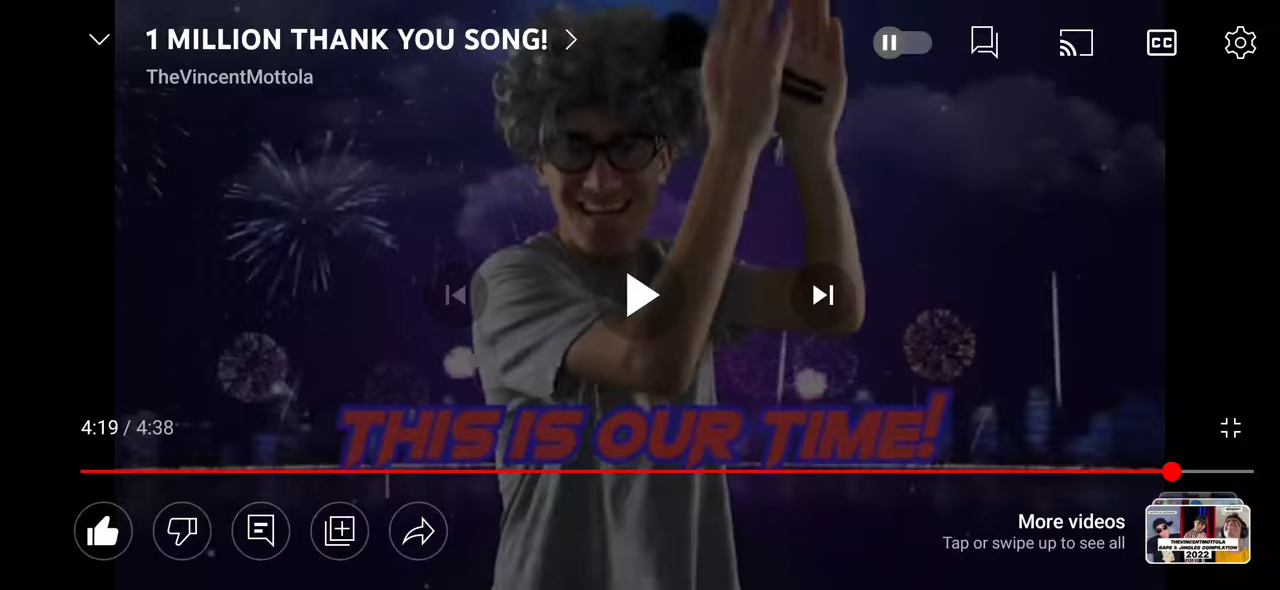 1 MILLION THANK YOU SONG!
TheVincentMottola
CC
THIS IS OUR TIME!
4:19 / 4:38
More videos
Tap or swipe up to see all
THEVINCENTMOTTOLA
RAPS & JINGLES COMPILATION
2022